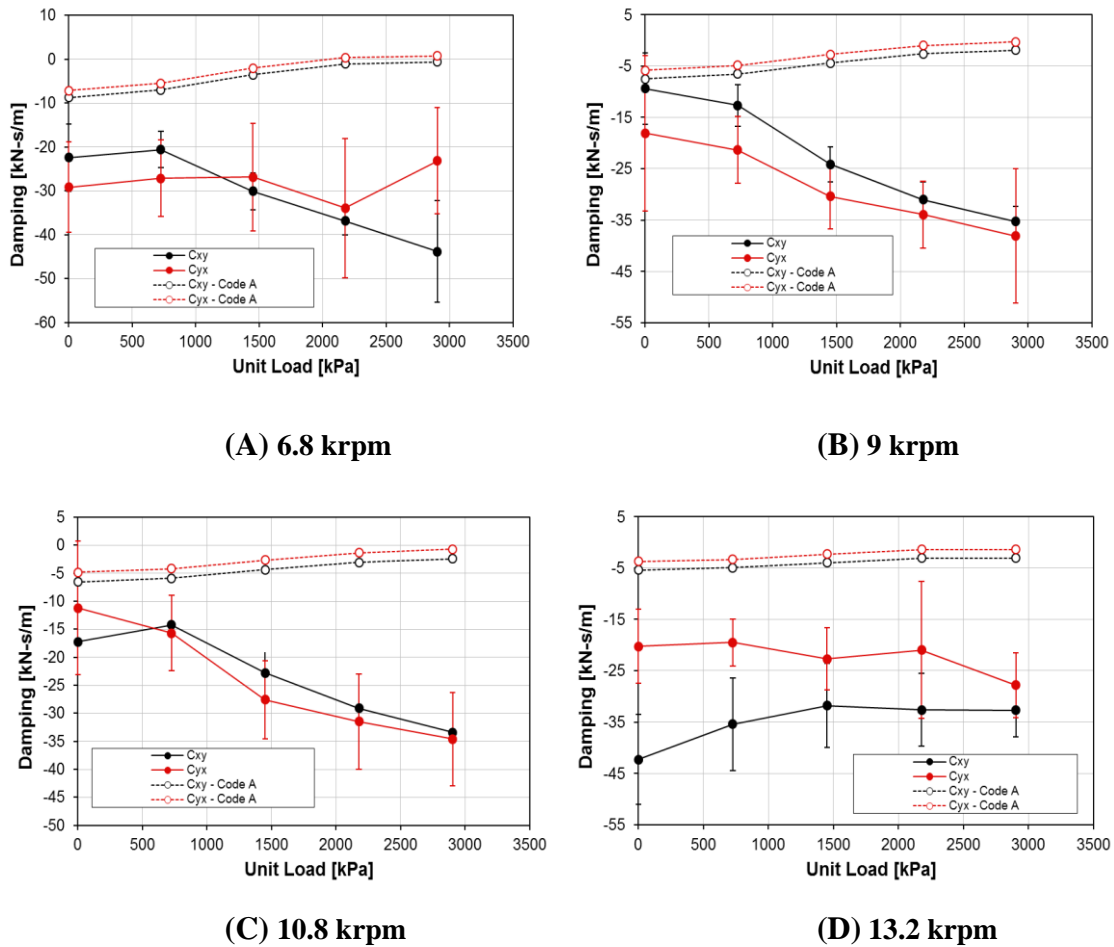 10
0
-10
-20
-30
-40
-50
-60
Damping [kN-s/m]
Cxy
Cyx
Cxy - Code A
Cyx - Code A
0 500 1000 1500 2000 2500 3000 3500
Unit Load [kPa]
(A) 6.8 krpm
5
-5
-15
-25
-35
-45
-55
Damping [kN-s/m]
Cxy
Cyx
Cxy - Code A
Cyx - Code A
0 500 1000 1500 2000 2500 3000 3500
Unit Load [kPa]
(B) 9 krpm
5
0
-5
-10
-15
-20
-25
-30
-35
-40
-45
-50
Damping [kN-s/m]
Cxy
Cyx
Cxy - Code A
Cyx - Code A
0 500 1000 1500 2000 2500 3000 3500
Unit Load [kPa]
(C) 10.8 krpm
5
-5
-15
-25
-35
-45
-55
Damping [kN-s/m]
Cxy
Cyx
Cxy - Code A
Cyx - Code A
0 500 1000 1500 2000 2500 3000 3500
Unit Load [kPa]
(D) 13.2 krpm